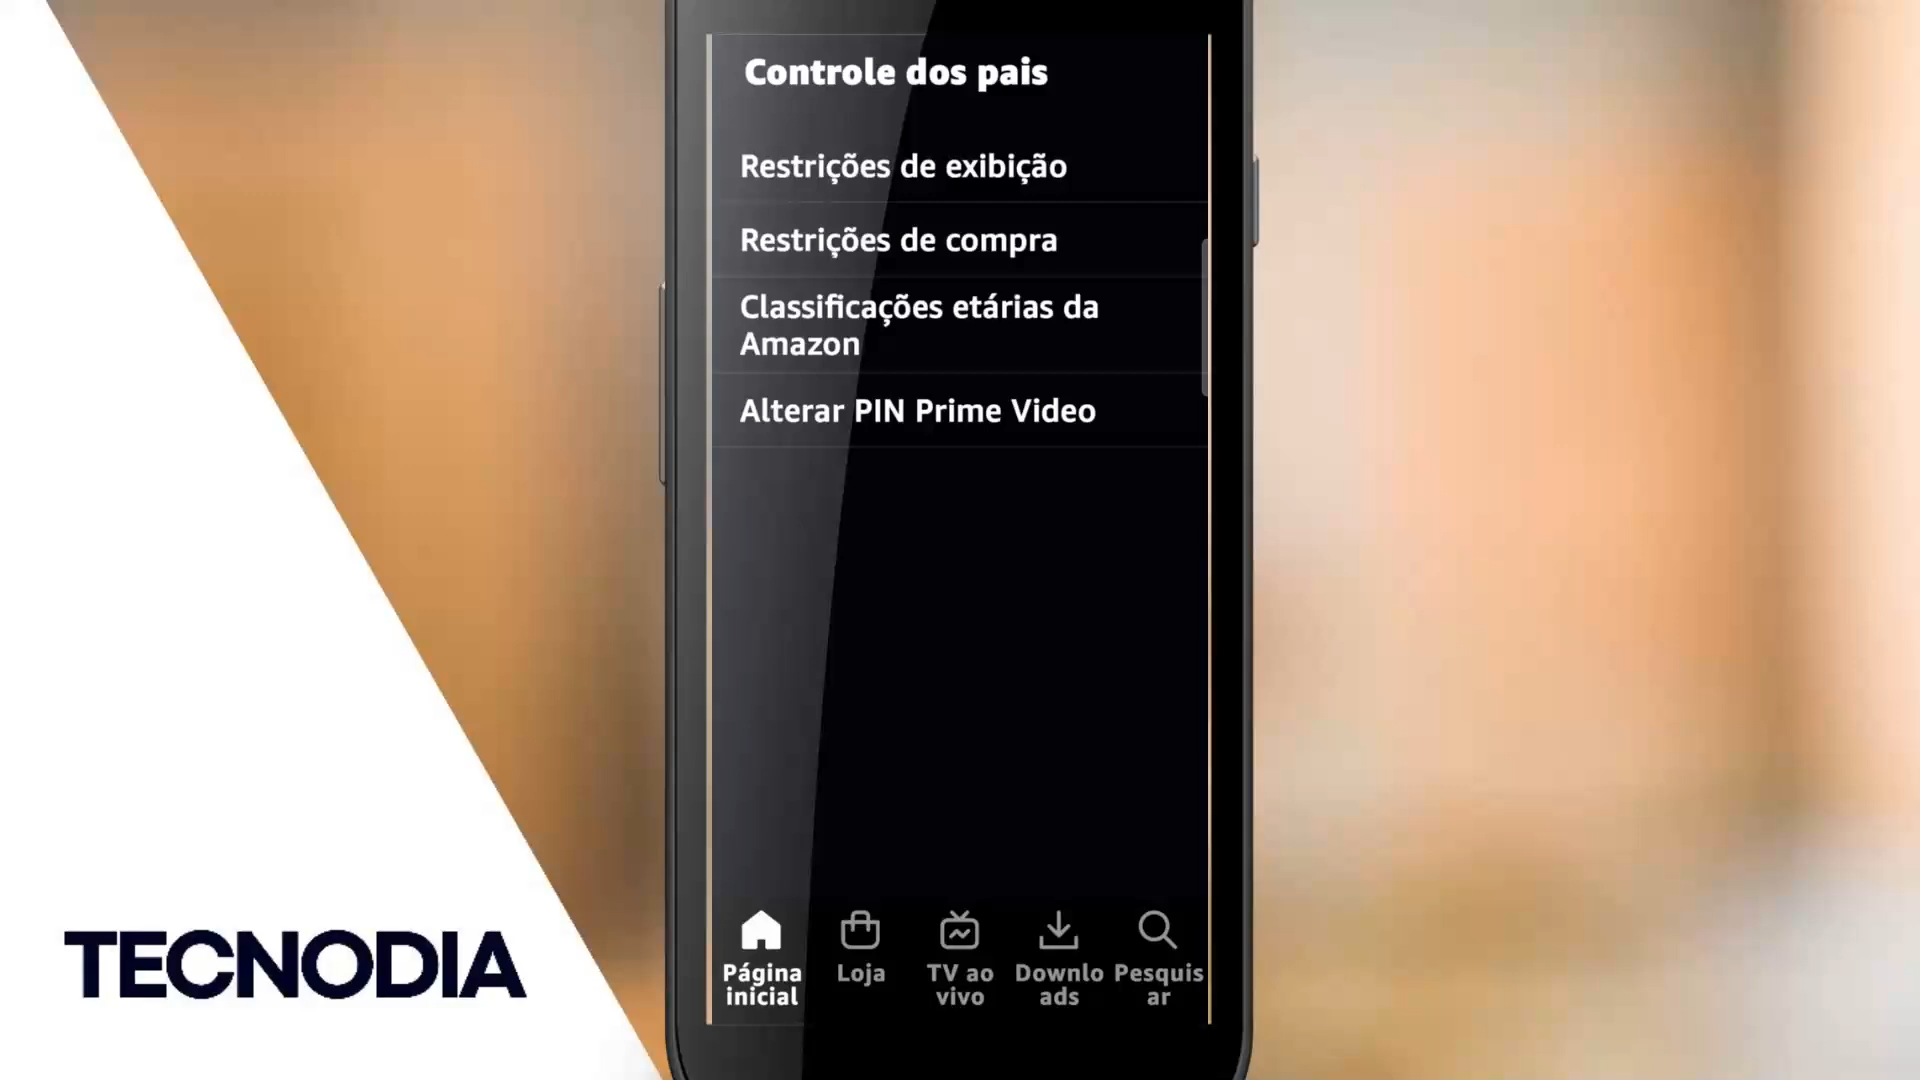 Controle dos pais
Restrições de exibição
Restrições de compra
Classificações etárias da
Amazon
Alterar PIN Prime Video
Página
inicial
Loja
TV ao
vivo
Downlo
ads
Pesquis
ar
TECNODIA